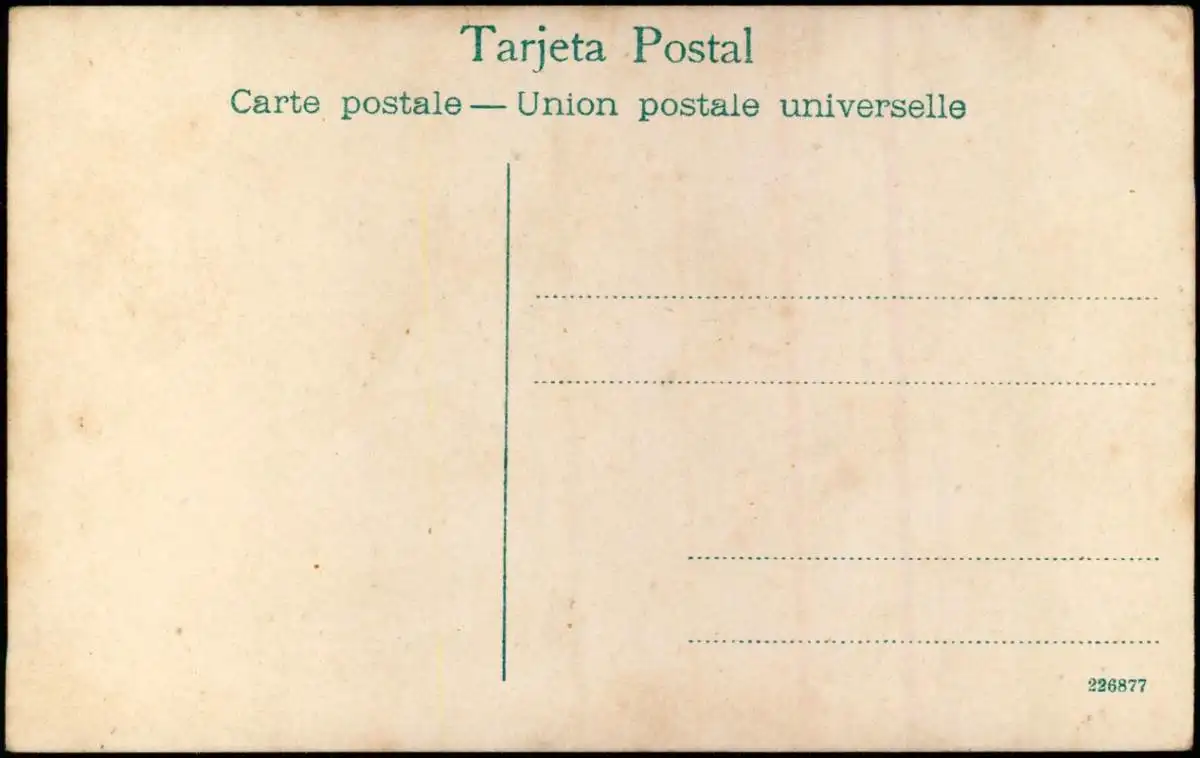 Tarjeta Postal
Carte postale — Union postale universelle
226877